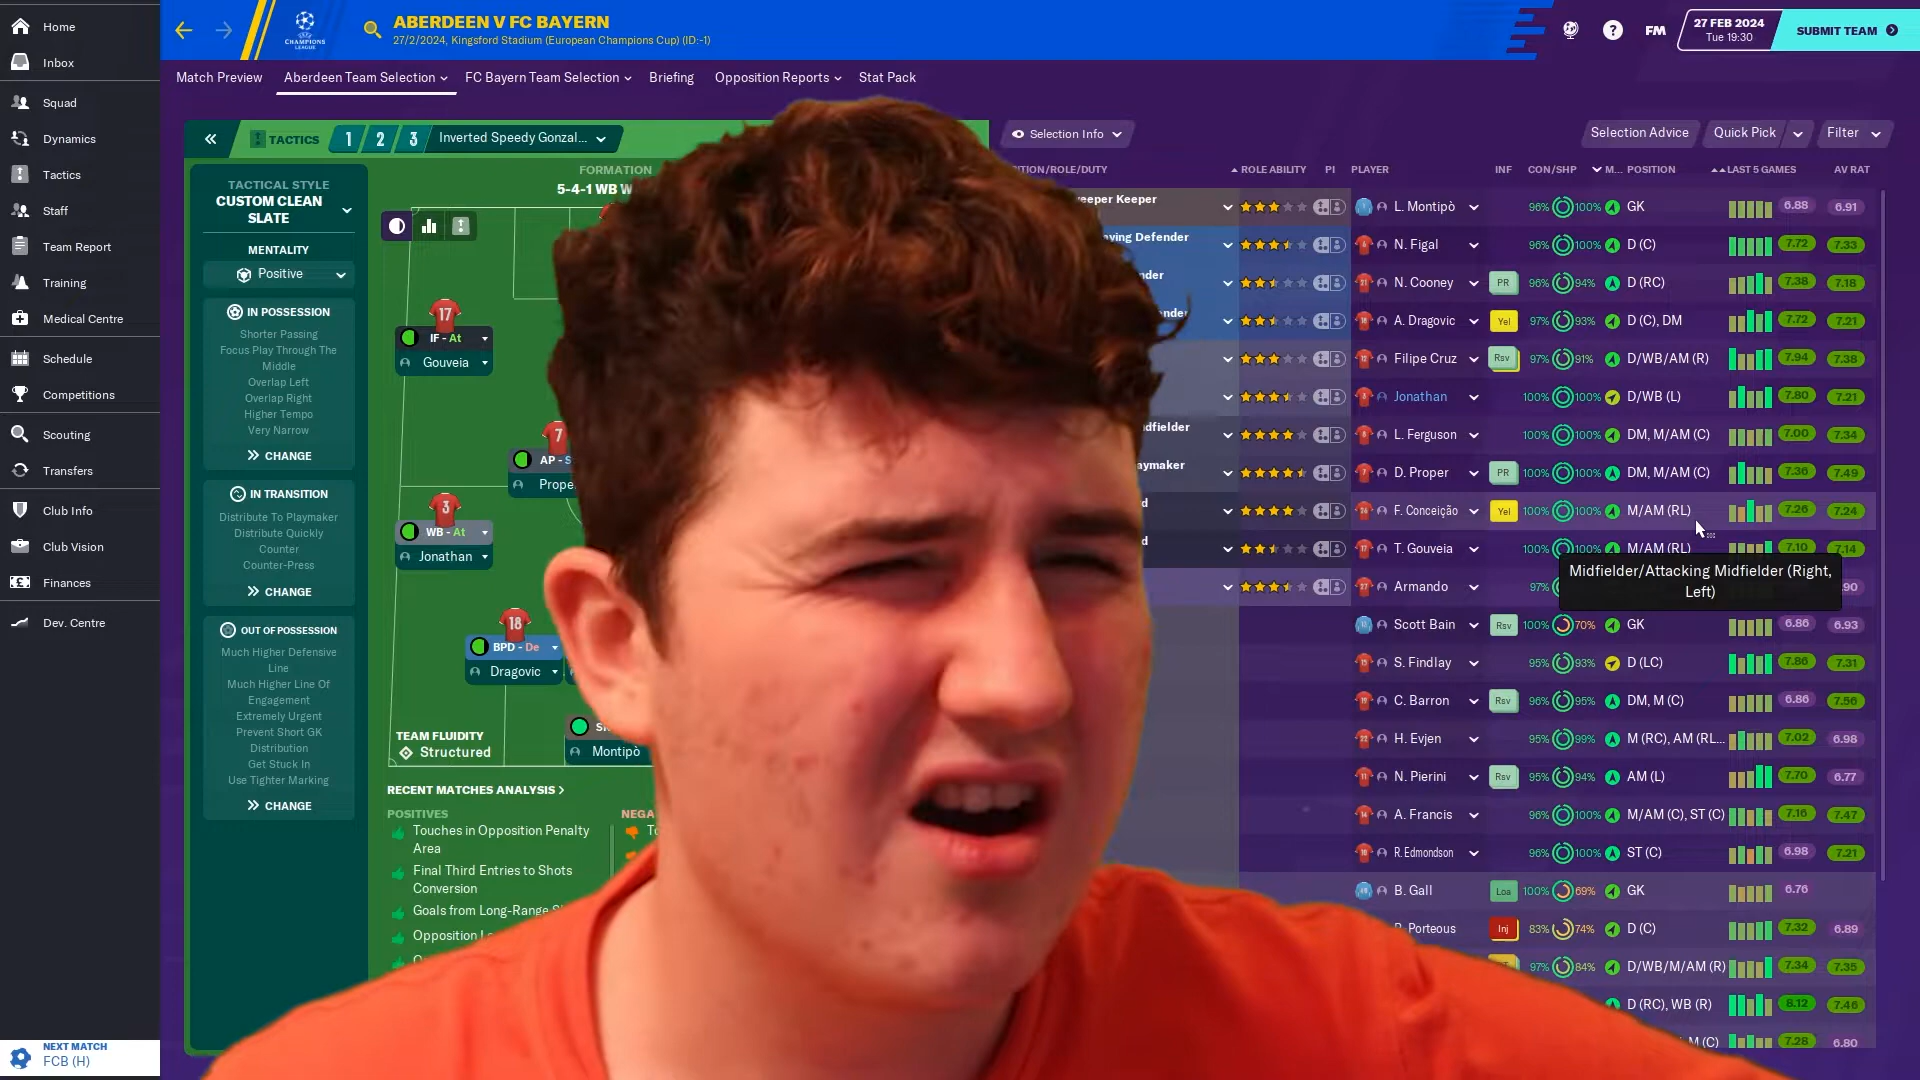 Home
Inbox
Squad
Dynamics
Tactics
Staff
Team Report
Training
Medical Centre
Schedule
Competitions
Scouting
Transfers
Club Info
Club Vision
Finances
Dev. Centre
NEXT MATCH
FCB (H)
CHAMPIONS
LEAGUE
ABERDEEN V FC BAYERN
27/2/2024, Kingsford Stadium (European Champions Cup) (ID:-1)
FM
27 FEB 2024
Tue 19:30
SUBMIT TEAM
Match Preview
Aberdeen Team Selection
FC Bayern Team Selection
Briefing
Opposition Reports
Stat Pack
TACTICS 1 2 3 Inverted Speedy Gonzal...
TACTICAL STYLE
CUSTOM CLEAN
SLATE
MENTALITY
Positive
IN POSSESSION
Shorter Passing
Focus Play Through The
Middle
Overlap Left
Overlap Right
Higher Tempo
Very Narrow
CHANGE
IN TRANSITION
Distribute To Playmaker
Distribute Quickly
Counter
Counter-Press
CHANGE
OUT OF POSSESSION
Much Higher Defensive
Line
Much Higher Line Of
Engagement
Extremely Urgent
Prevent Short GK
Distribution
Get Stuck In
Use Tighter Marking
CHANGE
FORMATION
5-4-1 WB
17
IF - At
Gouveia
7
AP -
3
WB - At
Jonathan
18
BPD - De
Dragovic
Montipò
TEAM FLUIDITY
Structured
RECENT MATCHES ANALYSIS
POSITIVES
Touches in Opposition Penalty
Area
Final Third Entries to Shots
Conversion
Goals from Long-Range
Opposition
Selection Info
Selection Advice
Quick Pick
Filter
ROLE/DUTY ROLE ABILITY PI PLAYER INF CON/SHP M... POSITION LAST 5 GAMES AV RAT
Keeper L. Montipò 96% 100% GK 6.88 6.91
Defender N. Figal 96% 100% D (C) 7.72 7.33
N. Cooney PR 96% 94% D (RC) 7.38 7.18
A. Dragovic Yel 97% 93% D (C), DM 7.72 7.21
Filipe Cruz Rsv 97% 91% D/WB/AM (R) 7.94 7.38
Jonathan 100% 100% D/WB (L) 7.80 7.21
L. Ferguson 100% 100% DM, M/AM (C) 7.00 7.34
D. Proper PR 100% 100% DM, M/AM (C) 7.36 7.49
F. Conceição Yel 100% 100% M/AM (RL) 7.26 7.24
T. Gouveia 100% 100% M/AM (RL) 7.10 7.14
Midfielder/Attacking Midfielder (Right,
Left)
Armando 97%
Scott Bain Rsv 100% 70% GK 6.86 6.93
S. Findlay 95% 93% D (LC) 7.86 7.31
C. Barron Rsv 96% 95% DM, M (C) 6.86 7.56
H. Evjen 95% 99% M (RC), AM (RL... 7.02 6.98
N. Pierini Rsv 95% 94% AM (L) 7.70 6.77
A. Francis 96% 100% M/AM (C), ST (C) 7.16 7.47
R. Edmondson 96% 100% ST (C) 6.98 7.21
B. Gall Loa 100% 69% GK 6.76
Porteous Inj 83% 74% D (C) 7.32 6.89
97% 84% D/WB/M/AM (R) 7.34 7.35
D (RC), WB (R) 8.12 7.46
M (C) 7.28 6.80